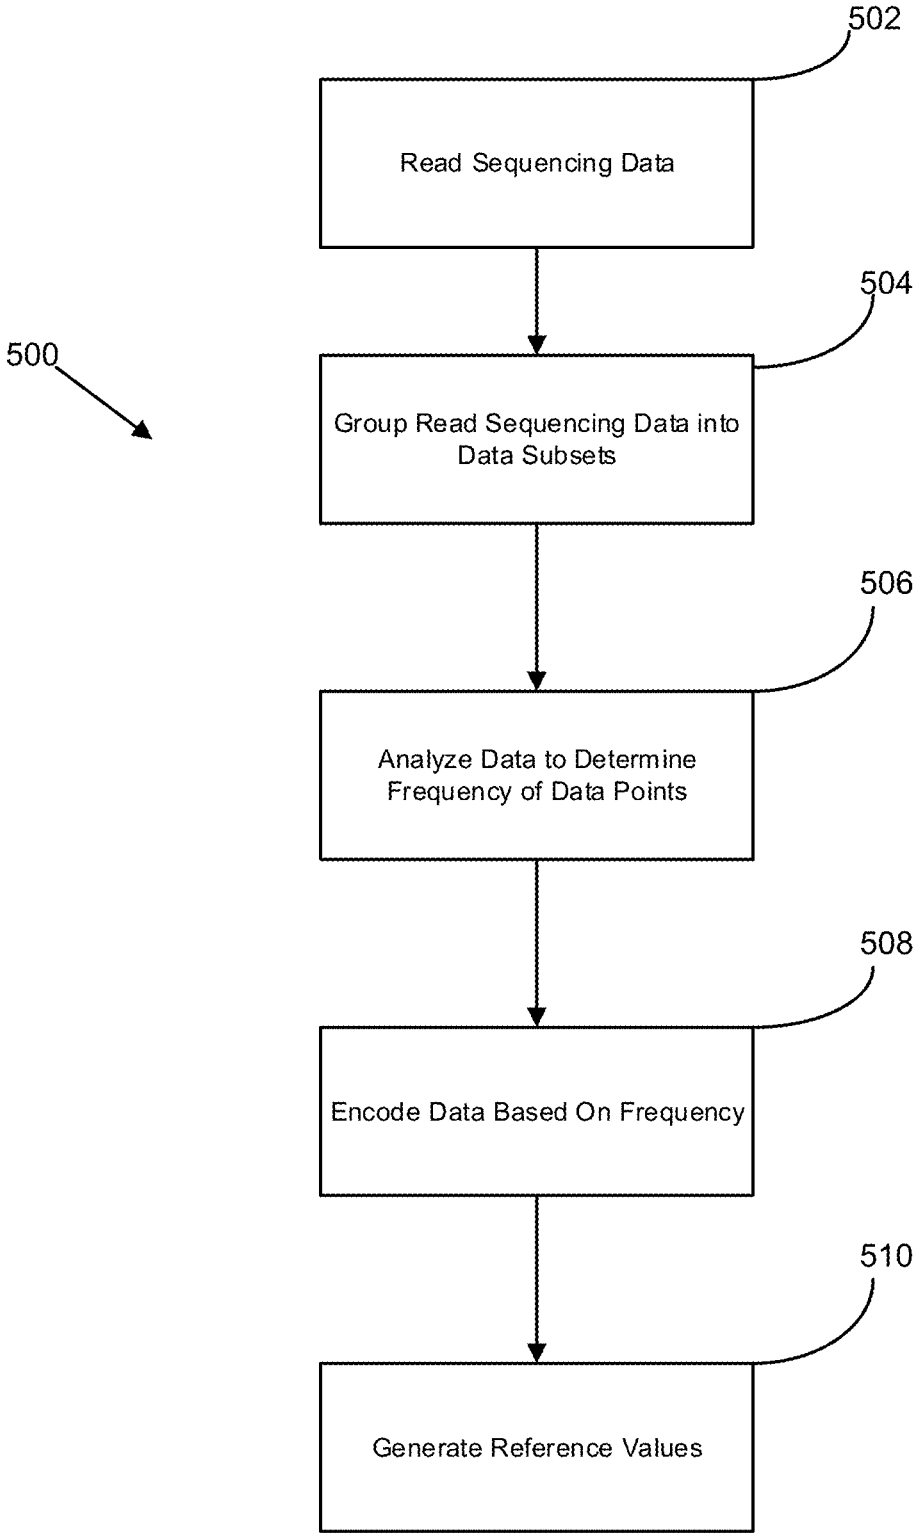 502
Read Sequencing Data
504
500
Group Read Sequencing Data into
Data Subsets
506
Analyze Data to Determine
Frequency of Data Points
508
Encode Data Based On Frequency
510
Generate Reference Values